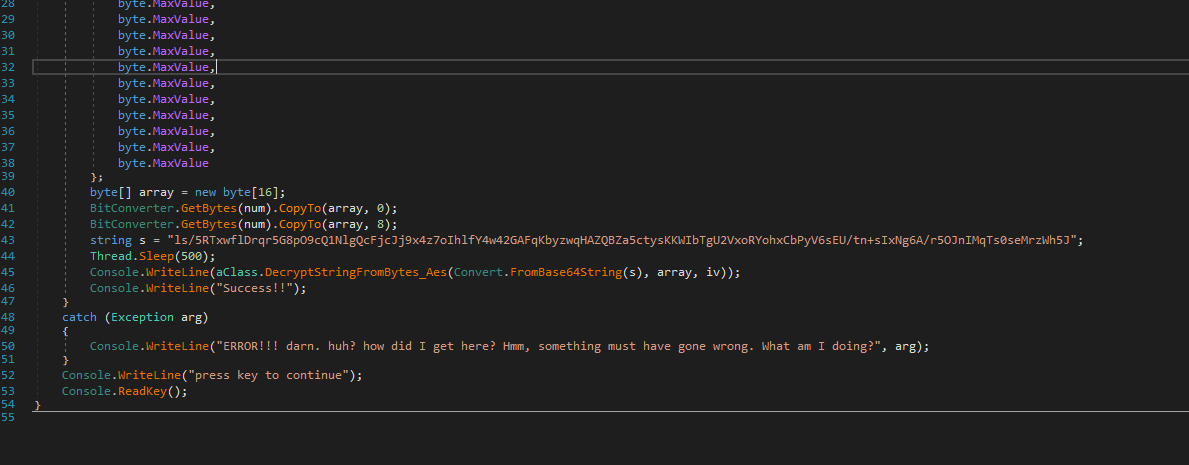 28 byte.MaxValue,
29 byte.MaxValue,
30 byte.MaxValue,
31 byte.MaxValue,
32 byte.MaxValue,
33 byte.MaxValue,
34 byte.MaxValue,
35 byte.MaxValue,
36 byte.MaxValue,
37 byte.MaxValue,
38 byte.MaxValue
39 };
40 byte[] array = new byte[16];
41 BitConverter.GetBytes(num).CopyTo(array, 0);
42 BitConverter.GetBytes(num).CopyTo(array, 8);
43 string s = "ls/5RTxwflDrqr5G8pO9cQ1NlgQcFjcJj9x4z7oIhlfY4w42GAFqKbyzwqHAZQBZa5ctysKKWIbTgU2VxoRYohxCbPyV6sEU/tn+sIxNg6A/r5OJnIMqTs0seMrzWh5J";
44 Thread.Sleep(500);
45 Console.WriteLine(aClass.DecryptStringFromBytes_Aes(Convert.FromBase64String(s), array, iv));
46 Console.WriteLine("Success!!");
47 }
48 catch (Exception arg)
49 {
50 Console.WriteLine("ERROR!!! darn. huh? how did I get here? Hmm, something must have gone wrong. What am I doing?", arg);
51 }
52 Console.WriteLine("press key to continue");
53 Console.ReadKey();
54 }
55